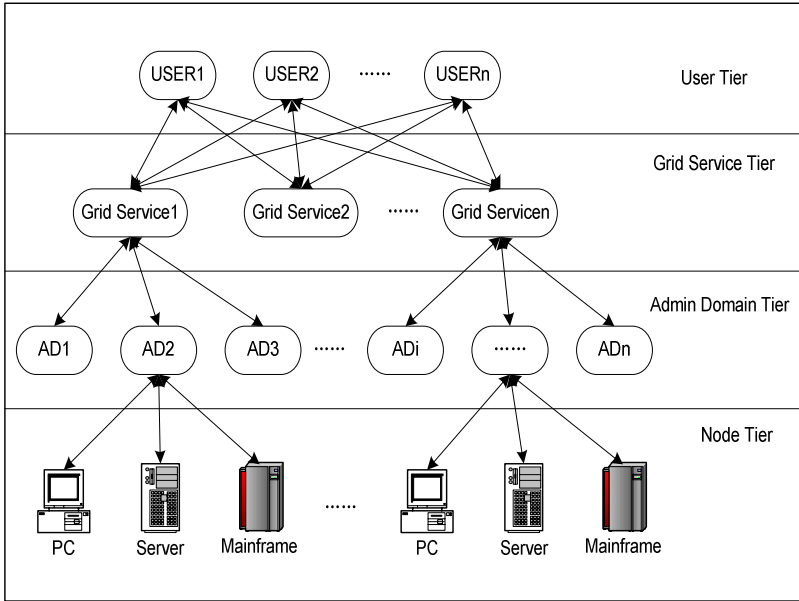 USER1 USER2 ...... USERn
User Tier
Grid Service Tier
Grid Service1 Grid Service2 ...... Grid Servicen
Admin Domain Tier
AD1 AD2 AD3 ...... ADi ...... ADn
Node Tier
......
PC Server Mainframe PC Server Mainframe